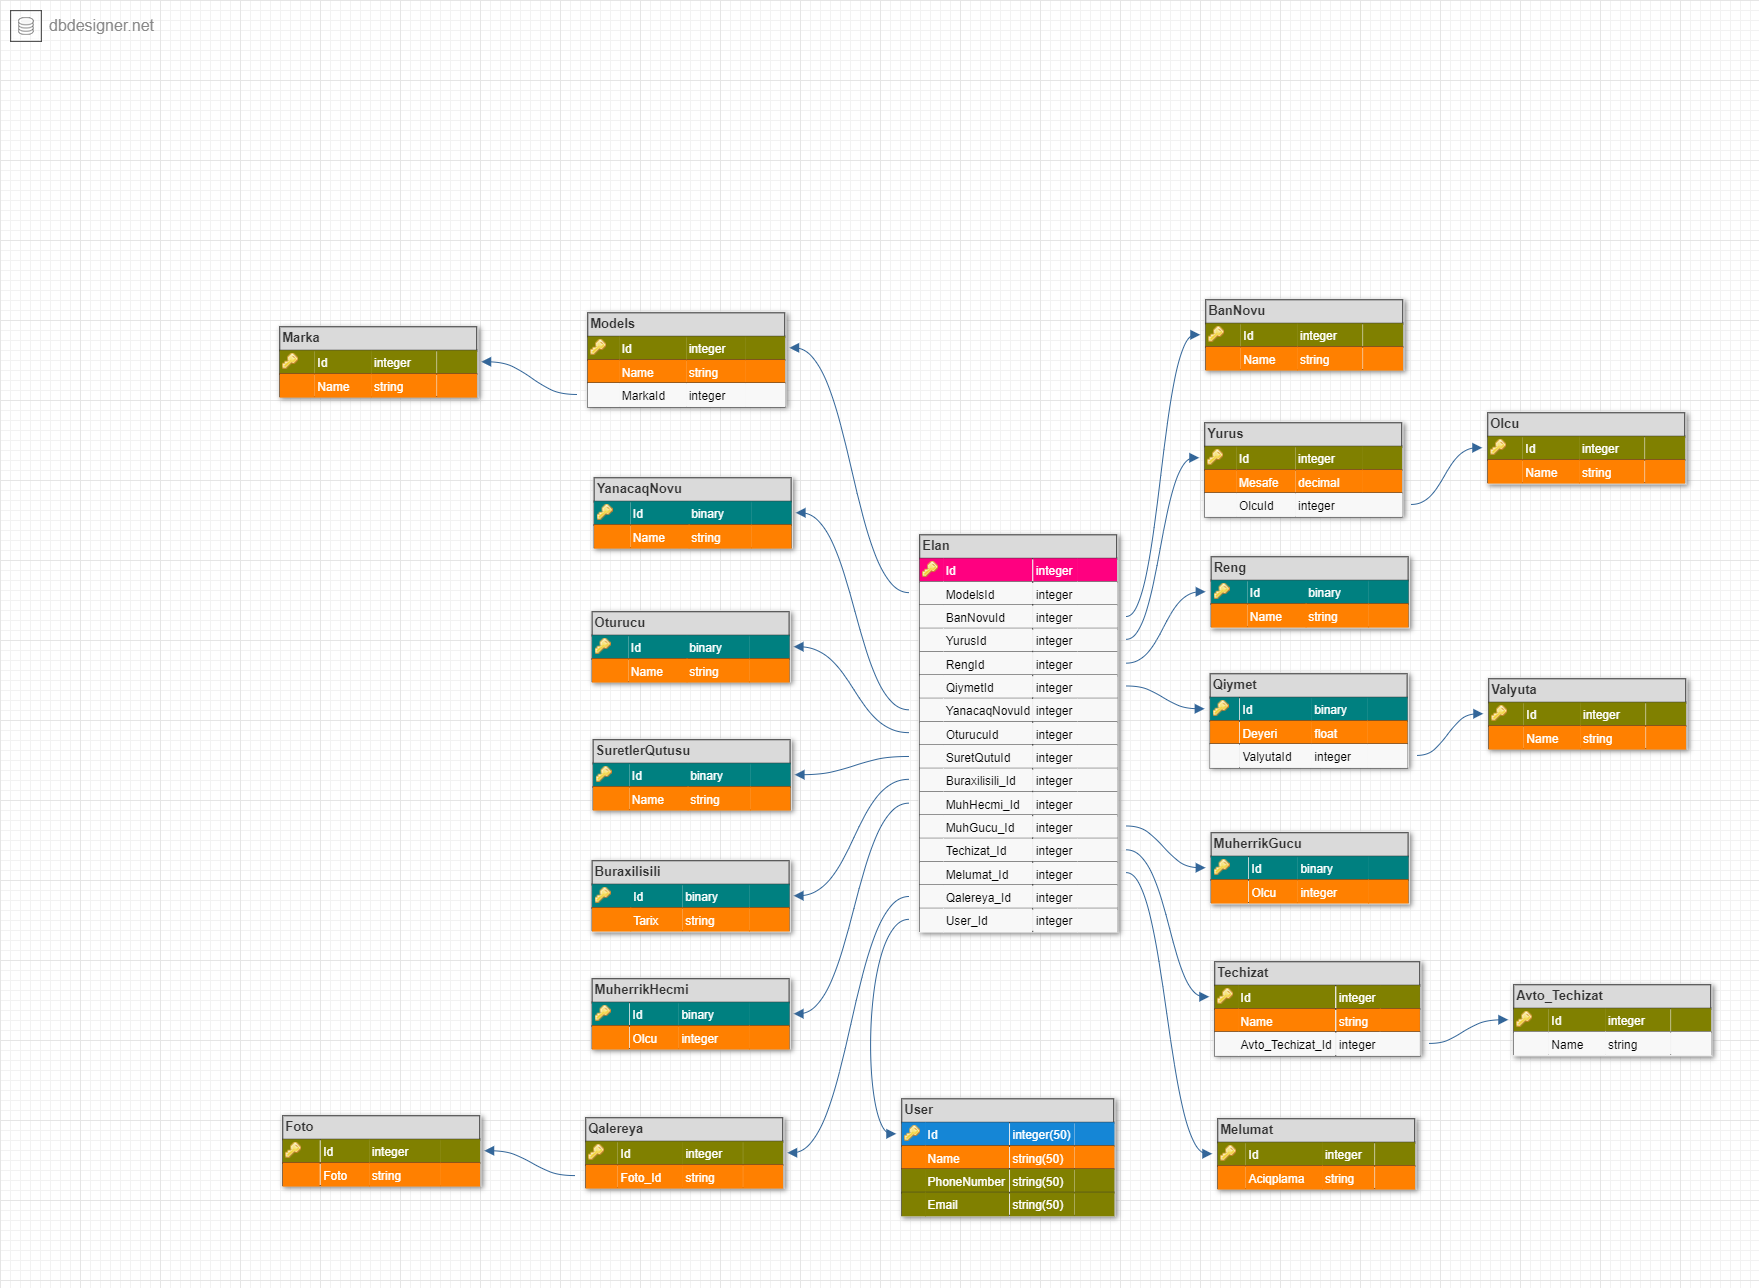 dbdesigner.net
Marka
Id integer
Name string
Models
Id integer
Name string
MarkaId integer
YanacaqNovu
Id binary
Name string
Oturucu
Id binary
Name string
SuretlerQutusu
Id binary
Name string
Buraxilisili
Id binary
Tarix string
MuherrikHecmi
Id binary
Olcu integer
Foto
Id integer
Foto string
Qalereya
Id integer
Foto_Id string
Elan
Id integer
ModelsId integer
BanNovuId integer
YurusId integer
RengId integer
QiymetId integer
YanacaqNovuId integer
OturucuId integer
SuretQutuId integer
Buraxilisili_Id integer
MuhHecmi_Id integer
MuhGucu_Id integer
Techizat_Id integer
Melumat_Id integer
Qalereya_Id integer
User_Id integer
User
Id integer(50)
Name string(50)
PhoneNumber string(50)
Email string(50)
BanNovu
Id integer
Name string
Yurus
Id integer
Mesafe decimal
OlcuId integer
Olcu
Id integer
Name string
Reng
Id binary
Name string
Qiymet
Id binary
Deyeri float
ValyutaId integer
Valyuta
Id integer
Name string
MuherrikGucu
Id binary
Olcu integer
Techizat
Id integer
Name string
Avto_Techizat_Id integer
Avto_Techizat
Id integer
Name string
Melumat
Id integer
Aciqplama string